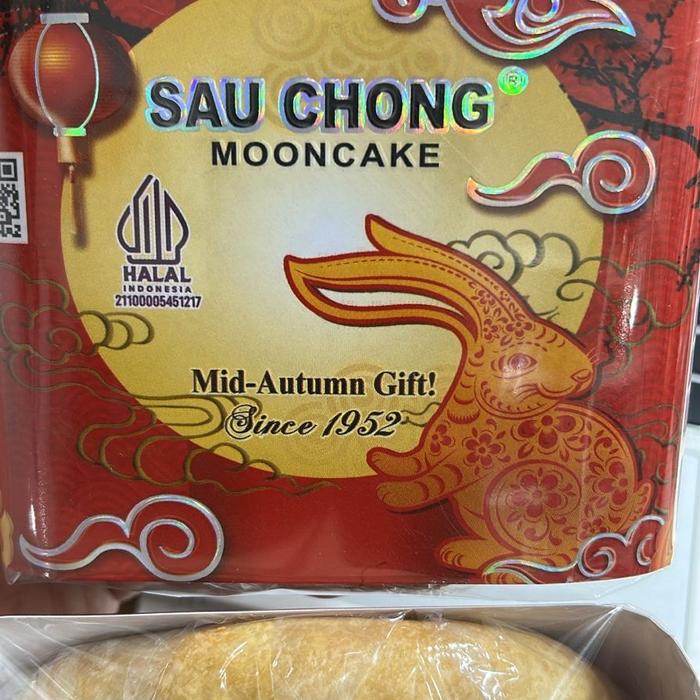 SAU CHONG®
MOONCAKE
HALAL
INDONESIA
21100005451217
Mid-Autumn Gift!
Since 1952